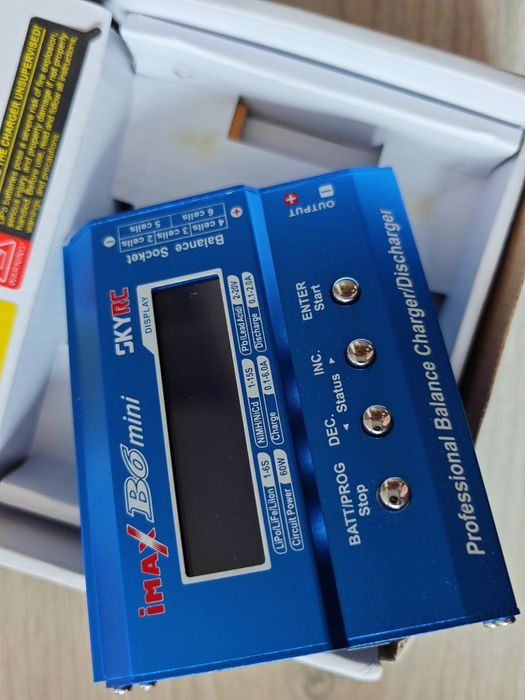 THE CHARGER UNSUPERVISED!
WARNING
SKYRC
iMAX B6 mini
DISPLAY
LiPo\LiFe\LiIon 1-6S
NiMH/NiCd 1-15S
Pb(Lead Acid) 2-20V
Circuit Power 60W
Charge 0.1-6.0A
Discharge 0.1-2.0A
Balance Socket
4 cells 3 cells 2 cells
6 cells 5 cells
OUTPUT
BATT/PROG
Stop
DEC. INC.
◄ Status ►
ENTER
Start
Professional Balance Charger/Discharger